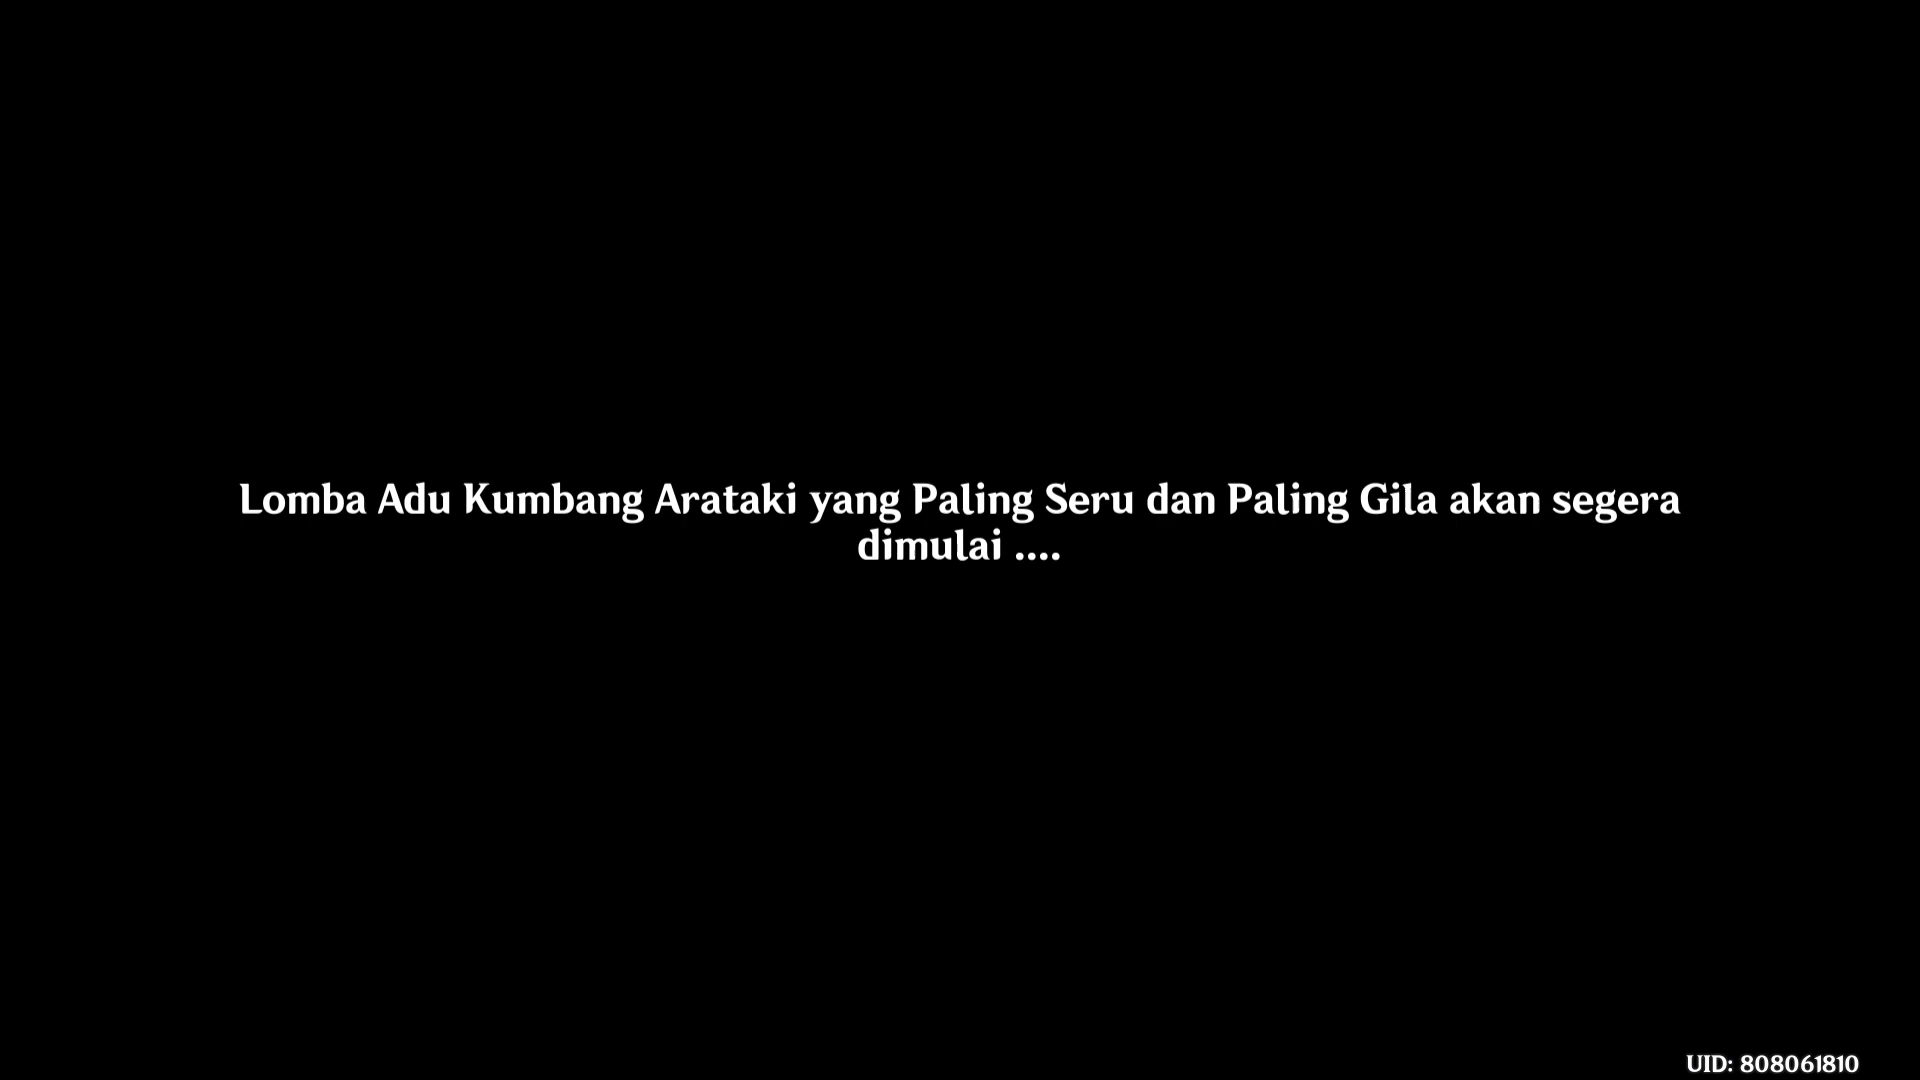 Lomba Adu Kumbang Arataki yang Paling Seru dan Paling Gila akan segera
dimulai ....
UID: 808061810